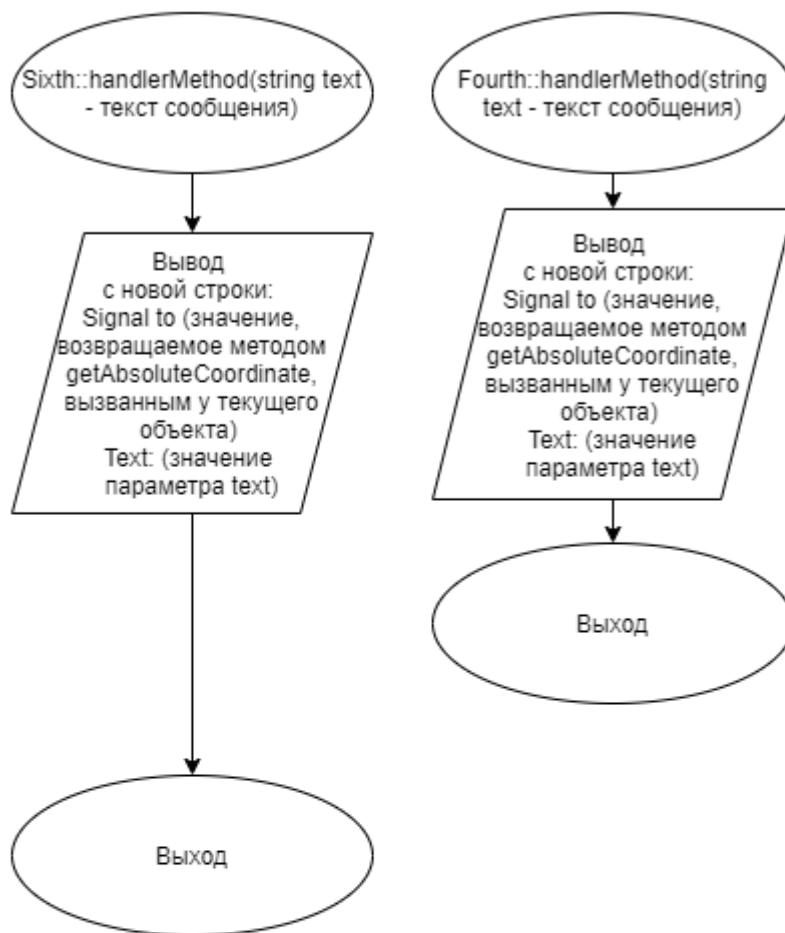 Sixth::handlerMethod(string text
- текст сообщения)
Вывод
с новой строки:
Signal to (значение,
возвращаемое методом
getAbsoluteCoordinate,
вызванным у текущего
объекта)
Text: (значение
параметра text)
Выход
Fourth::handlerMethod(string
text - текст сообщения)
Вывод
с новой строки:
Signal to (значение,
возвращаемое методом
getAbsoluteCoordinate,
вызванным у текущего
объекта)
Text: (значение
параметра text)
Выход